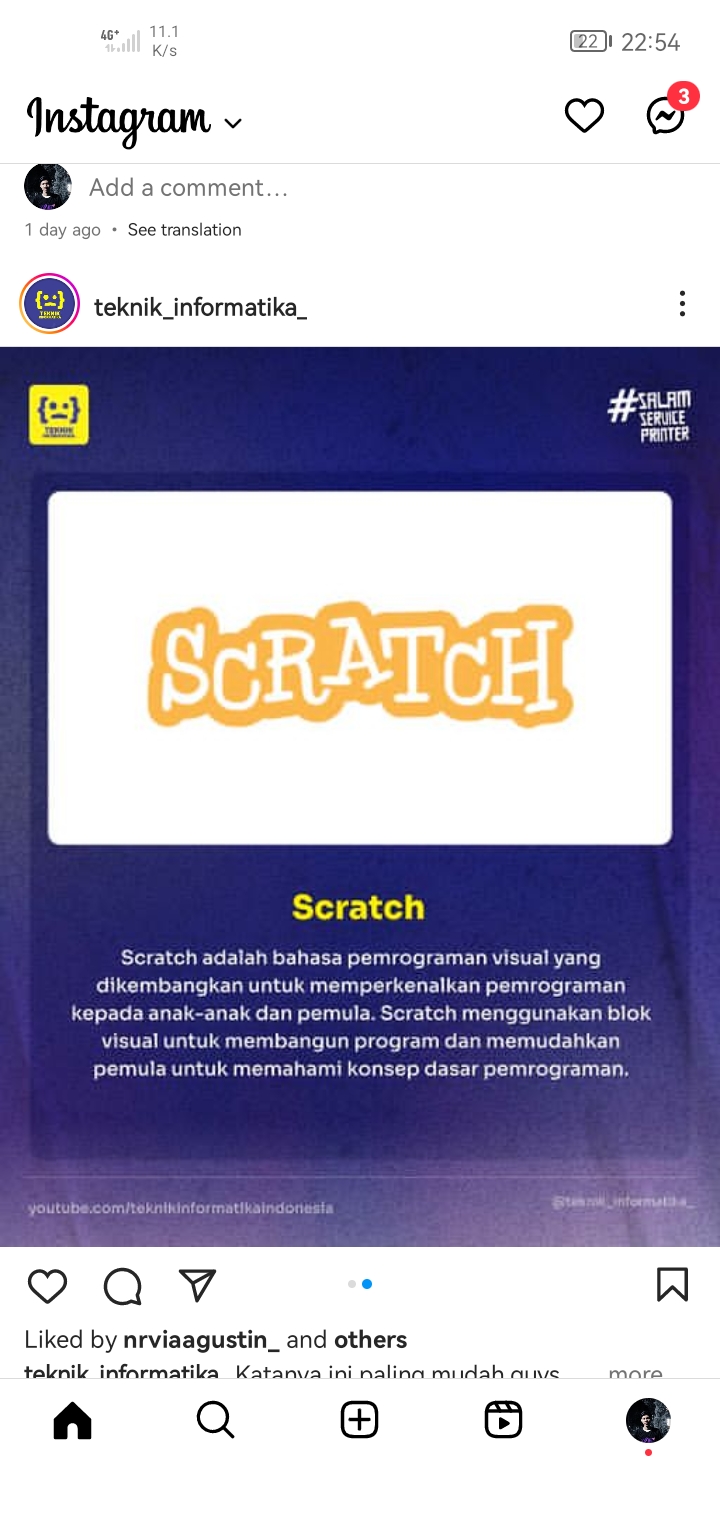 4G+ 11.1
K/s
22 22:54
Instagram
3
Add a comment...
1 day ago • See translation
teknik_informatika_
TEKNIK
#SALAM
SERVICE
PRINTER
SCRATCH
Scratch
Scratch adalah bahasa pemrograman visual yang
dikembangkan untuk memperkenalkan pemrograman
kepada anak-anak dan pemula. Scratch menggunakan blok
visual untuk membangun program dan memudahkan
pemula untuk memahami konsep dasar pemrograman.
youtube.com/teknikinformatikaindonesia
@teknik_informatika_
Liked by nrviaagustin_ and others
teknik_informatika_ Katanya ini paling mudah guys... more